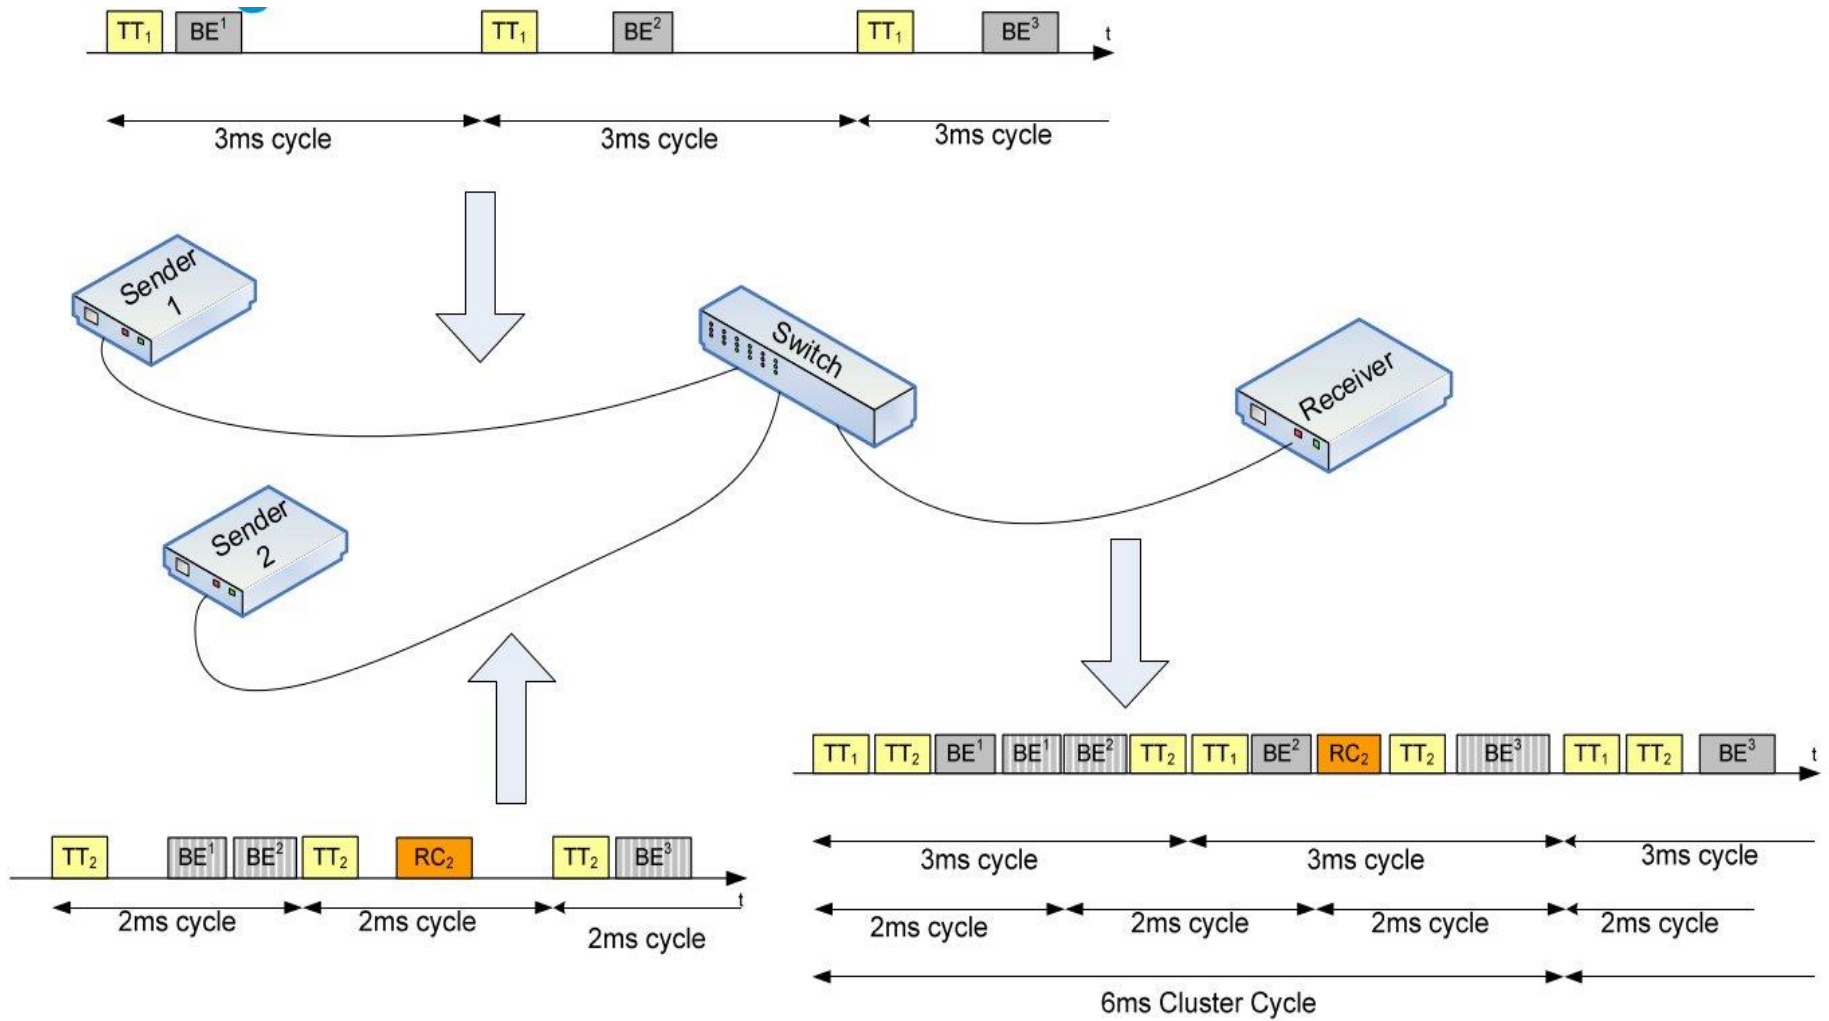 TT₁ BE¹ TT₁ BE² TT₁ BE³ t
3ms cycle 3ms cycle 3ms cycle
Sender
1
Switch
Receiver
Sender
2
TT₁ TT₂ BE¹ BE¹ BE² TT₂ TT₁ BE² RC₂ TT₂ BE³ TT₁ TT₂ BE³ t
3ms cycle 3ms cycle 3ms cycle
2ms cycle 2ms cycle 2ms cycle 2ms cycle
6ms Cluster Cycle
TT₂ BE¹ BE² TT₂ RC₂ TT₂ BE³ t
2ms cycle 2ms cycle 2ms cycle